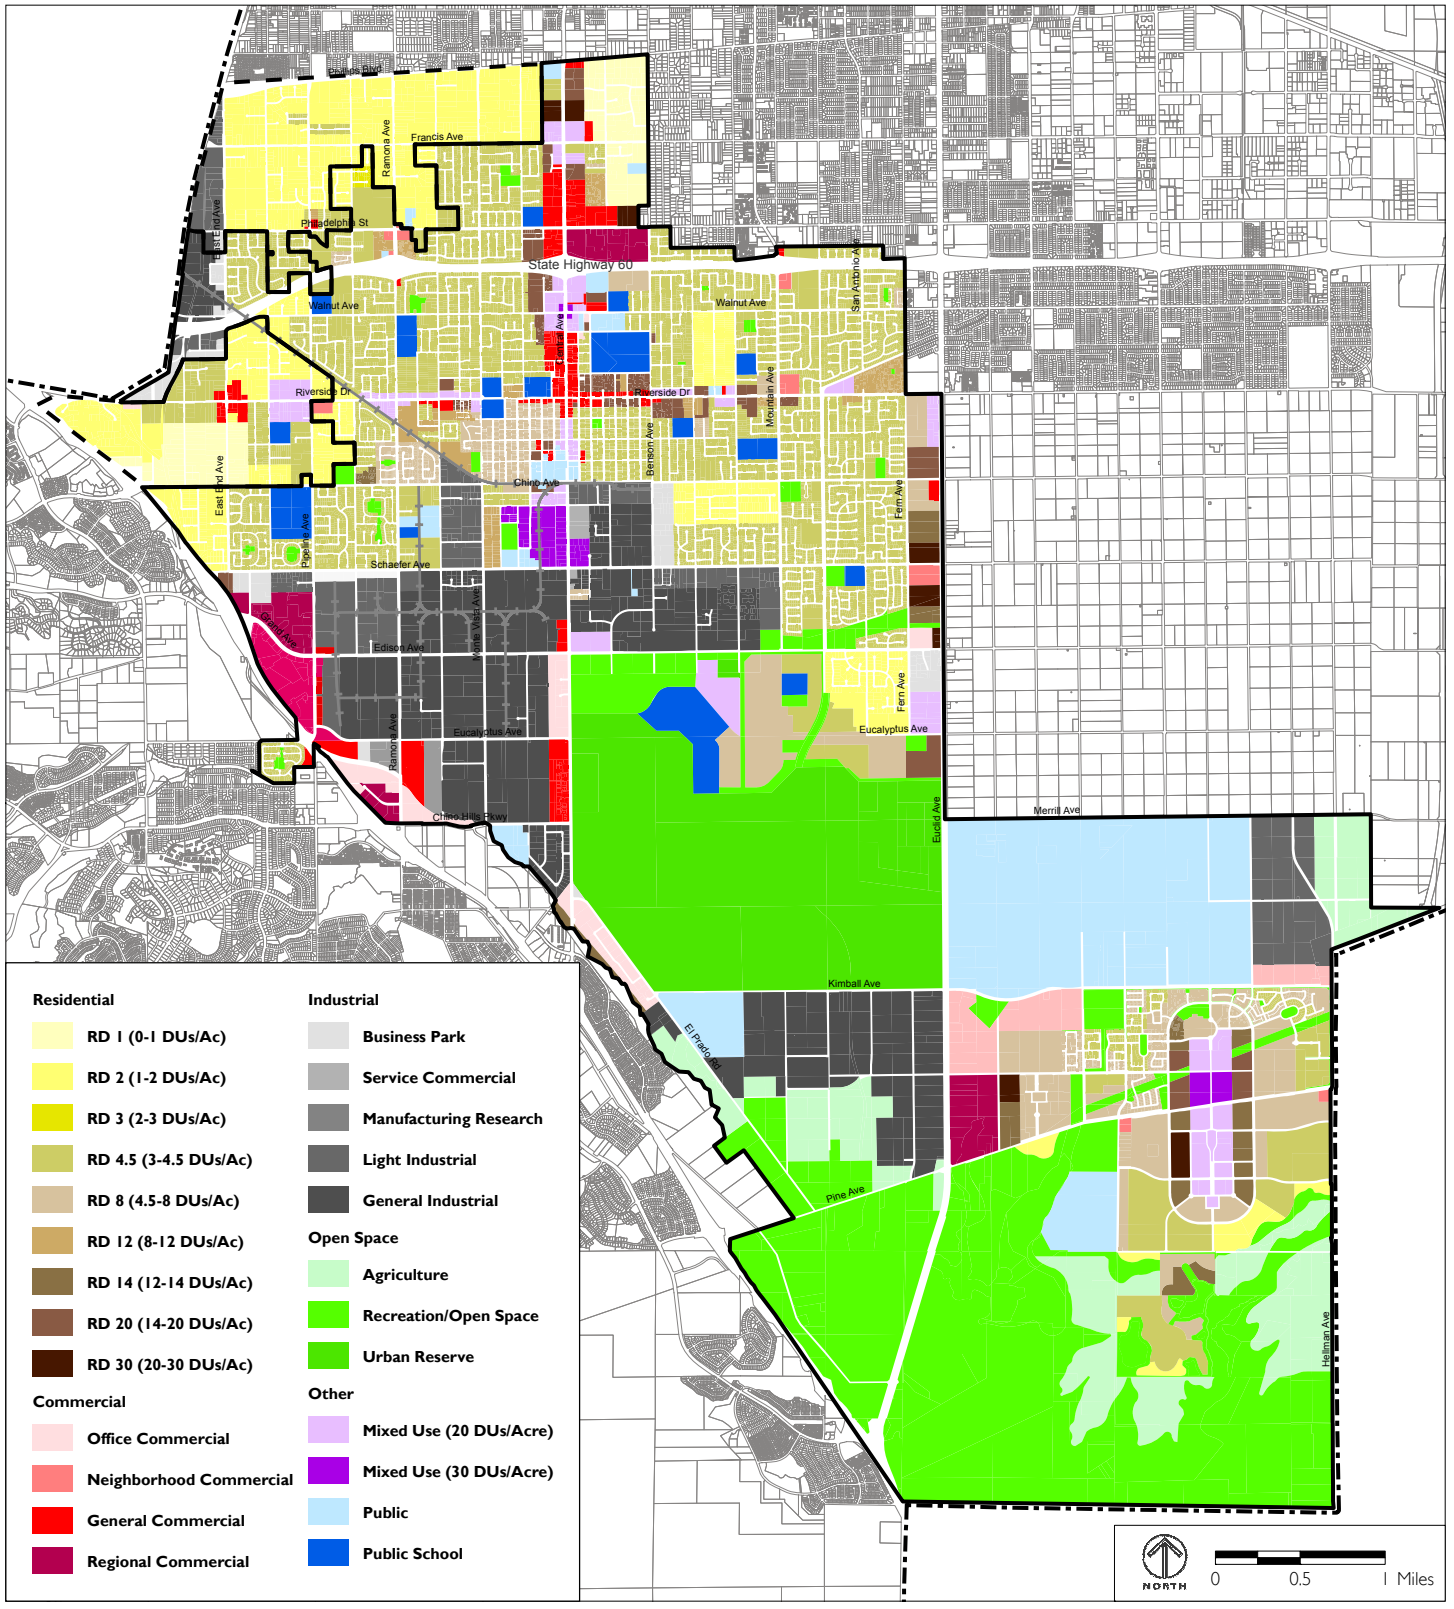 Phillips Blvd
Francis Ave
Ramona Ave
East End Ave
Philadelphia St
State Highway 60
San Antonio Ave
Walnut Ave
Walnut Ave
Central Ave
Riverside Dr
Riverside Dr
Mountain Ave
Benson Ave
East End Ave
Chino Ave
Fern Ave
Pipeline Ave
Schaefer Ave
Monte Vista Ave
Grand Ave
Edison Ave
Fern Ave
Ramona Ave
Eucalyptus Ave
Eucalyptus Ave
Euclid Ave
Merrill Ave
Chino Hills Pkwy
Kimball Ave
El Prado Rd
Pine Ave
Hellman Ave
Residential
RD 1 (0-1 DUs/Ac)
RD 2 (1-2 DUs/Ac)
RD 3 (2-3 DUs/Ac)
RD 4.5 (3-4.5 DUs/Ac)
RD 8 (4.5-8 DUs/Ac)
RD 12 (8-12 DUs/Ac)
RD 14 (12-14 DUs/Ac)
RD 20 (14-20 DUs/Ac)
RD 30 (20-30 DUs/Ac)
Commercial
Office Commercial
Neighborhood Commercial
General Commercial
Regional Commercial
Industrial
Business Park
Service Commercial
Manufacturing Research
Light Industrial
General Industrial
Open Space
Agriculture
Recreation/Open Space
Urban Reserve
Other
Mixed Use (20 DUs/Acre)
Mixed Use (30 DUs/Acre)
Public
Public School
NORTH
0 0.5 1 Miles